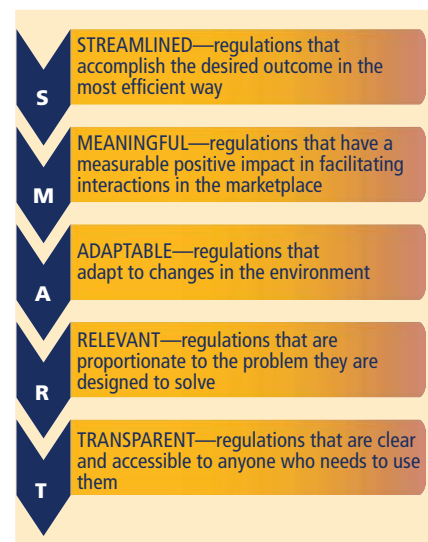 STREAMLINED—regulations that
accomplish the desired outcome in the
most efficient way
S
MEANINGFUL—regulations that have a
measurable positive impact in facilitating
interactions in the marketplace
M
ADAPTABLE—regulations that
adapt to changes in the environment
A
RELEVANT—regulations that are
proportionate to the problem they are
designed to solve
R
TRANSPARENT—regulations that are clear
and accessible to anyone who needs to use
them
T